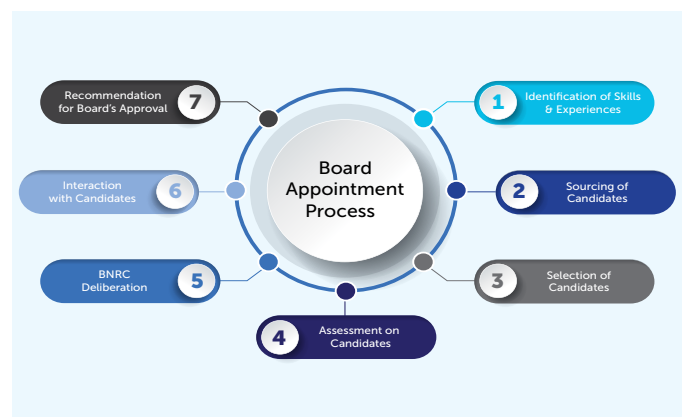 Board
Appointment
Process
1
Identification of Skills
& Experiences
2
Sourcing of
Candidates
3
Selection of
Candidates
4
Assessment on
Candidates
5
BNRC
Deliberation
6
Interaction
with Candidates
7
Recommendation
for Board's Approval